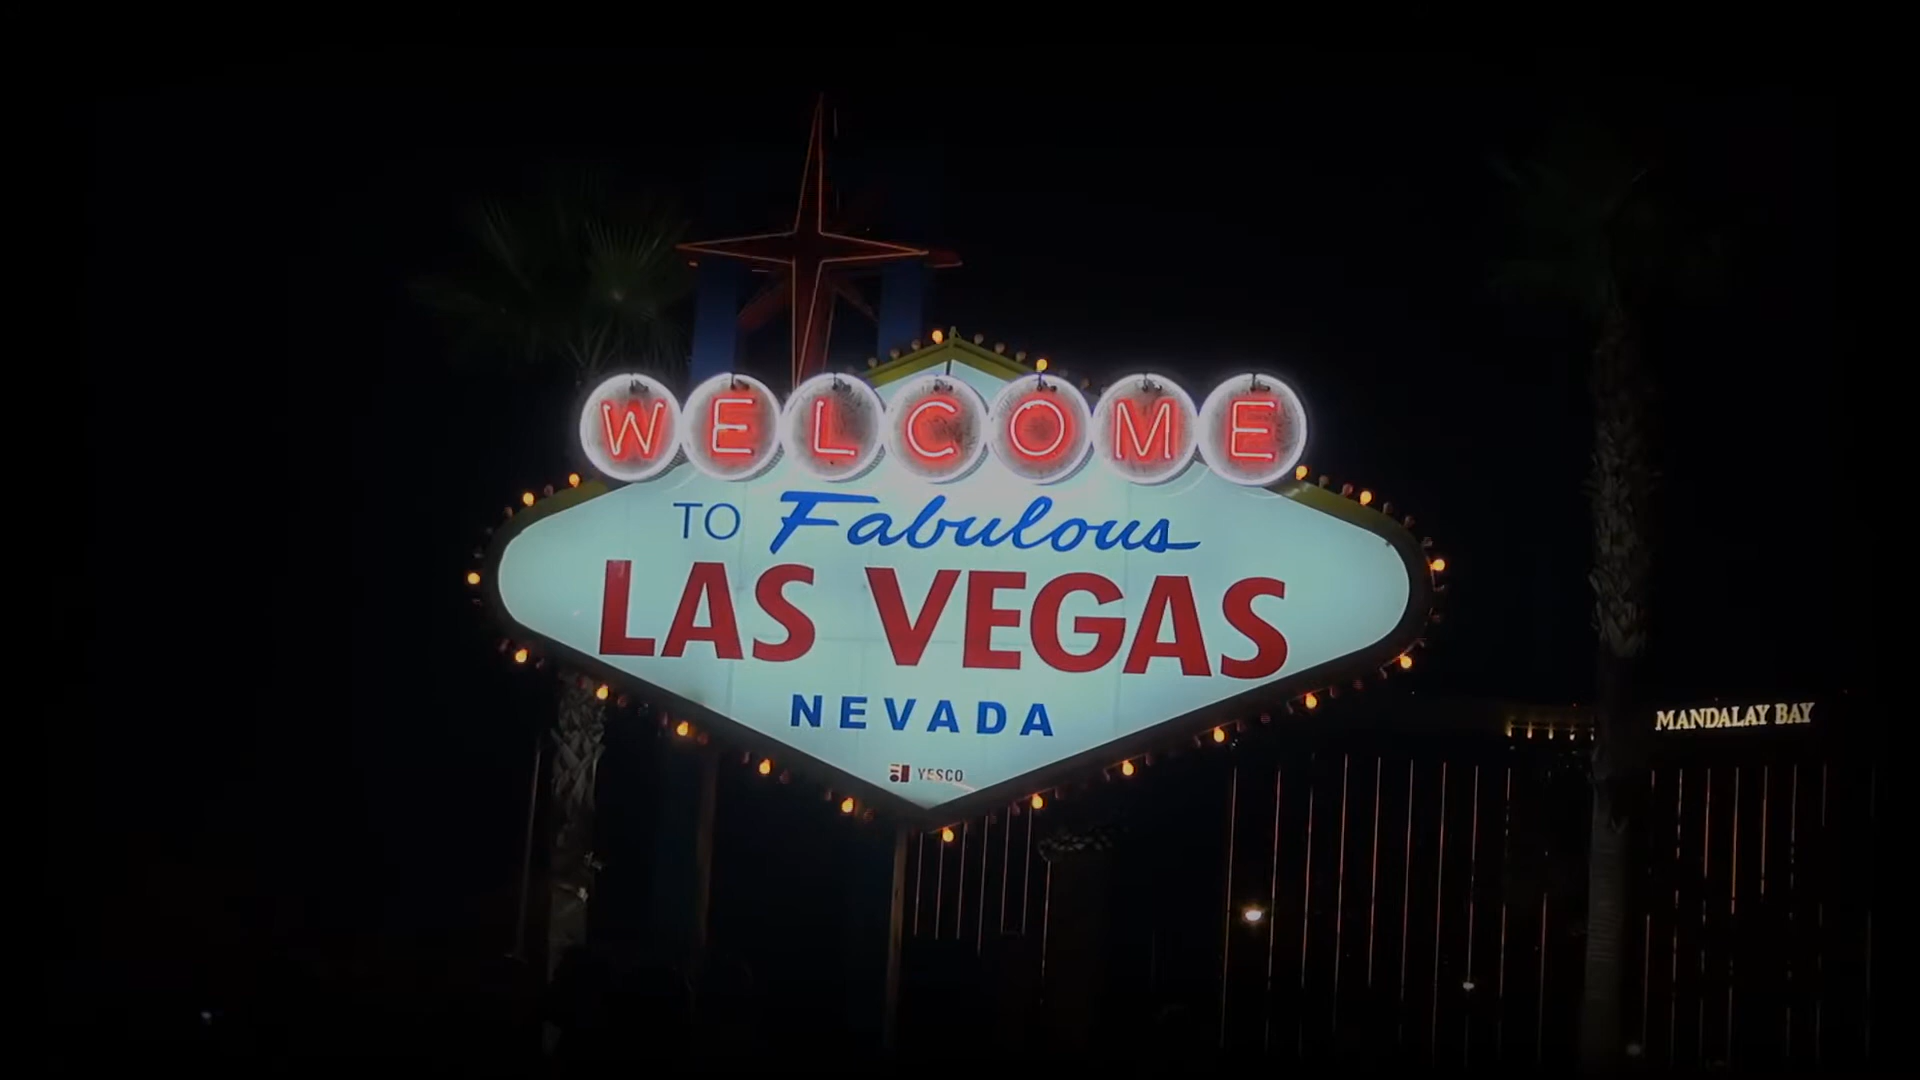 WELCOME
TO Fabulous
LAS VEGAS
NEVADA
YESCO
MANDALAY BAY